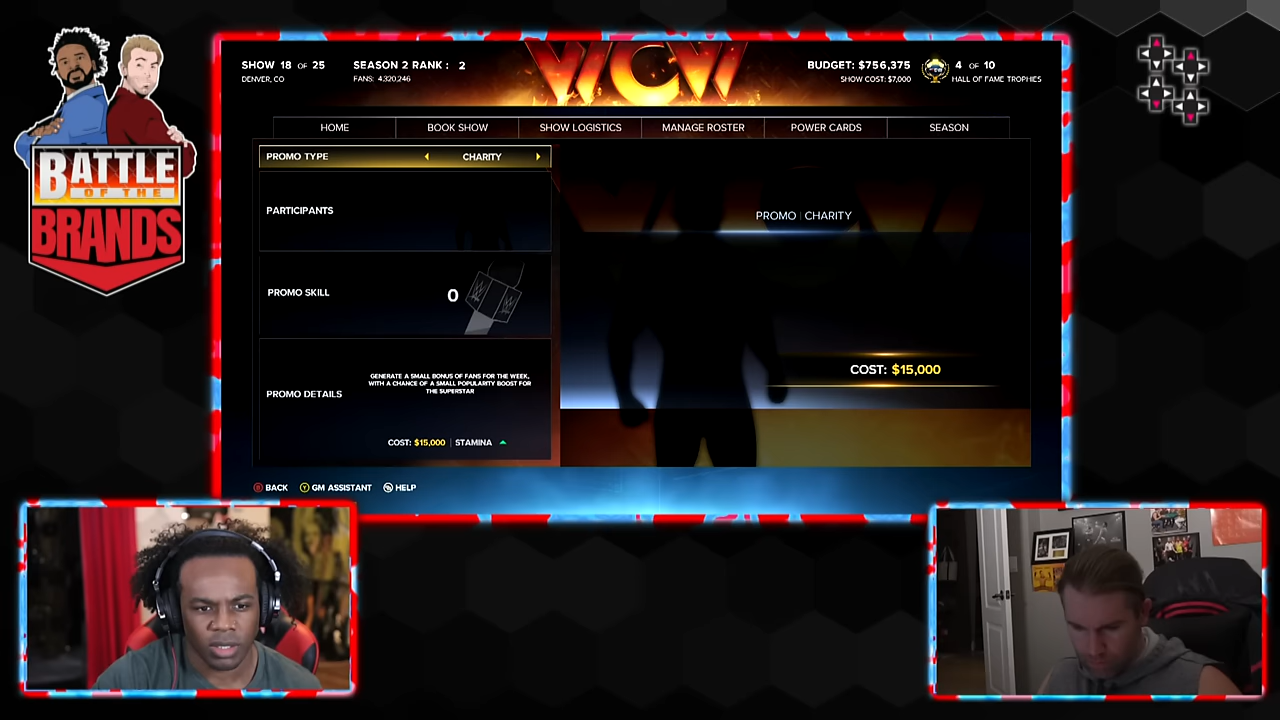 BATTLE
OF THE
BRANDS
WCW
SHOW 18 OF 25
DENVER, CO
SEASON 2 RANK : 2
FANS: 4,320,246
BUDGET: $756,375
SHOW COST: $7,000
4 OF 10
HALL OF FAME TROPHIES
HOME
BOOK SHOW
SHOW LOGISTICS
MANAGE ROSTER
POWER CARDS
SEASON
PROMO TYPE
CHARITY
PARTICIPANTS
PROMO SKILL
0
PROMO DETAILS
GENERATE A SMALL BONUS OF FANS FOR THE WEEK,
WITH A CHANCE OF A SMALL POPULARITY BOOST FOR
THE SUPERSTAR
COST: $15,000 | STAMINA
PROMO | CHARITY
COST: $15,000
B BACK
Y GM ASSISTANT
HELP